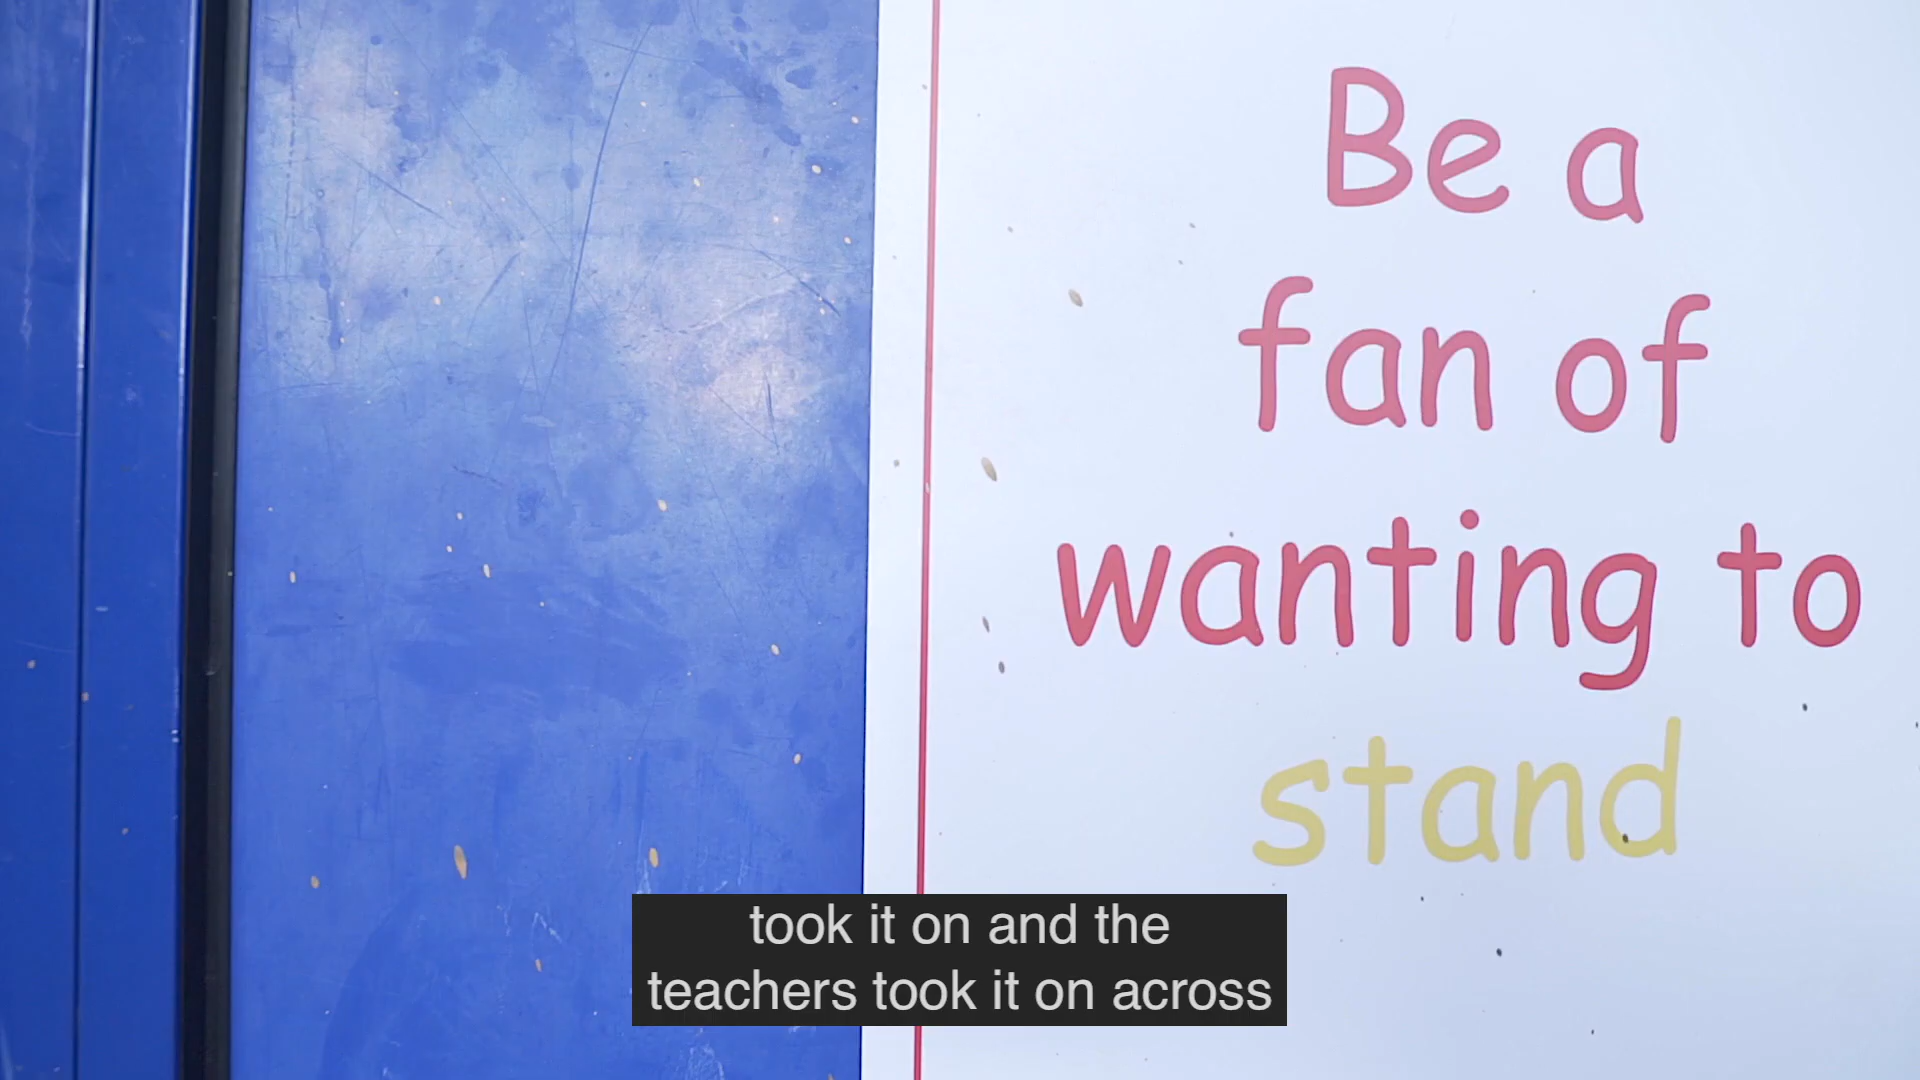 Be a
fan of
wanting to
stand
took it on and the
teachers took it on across